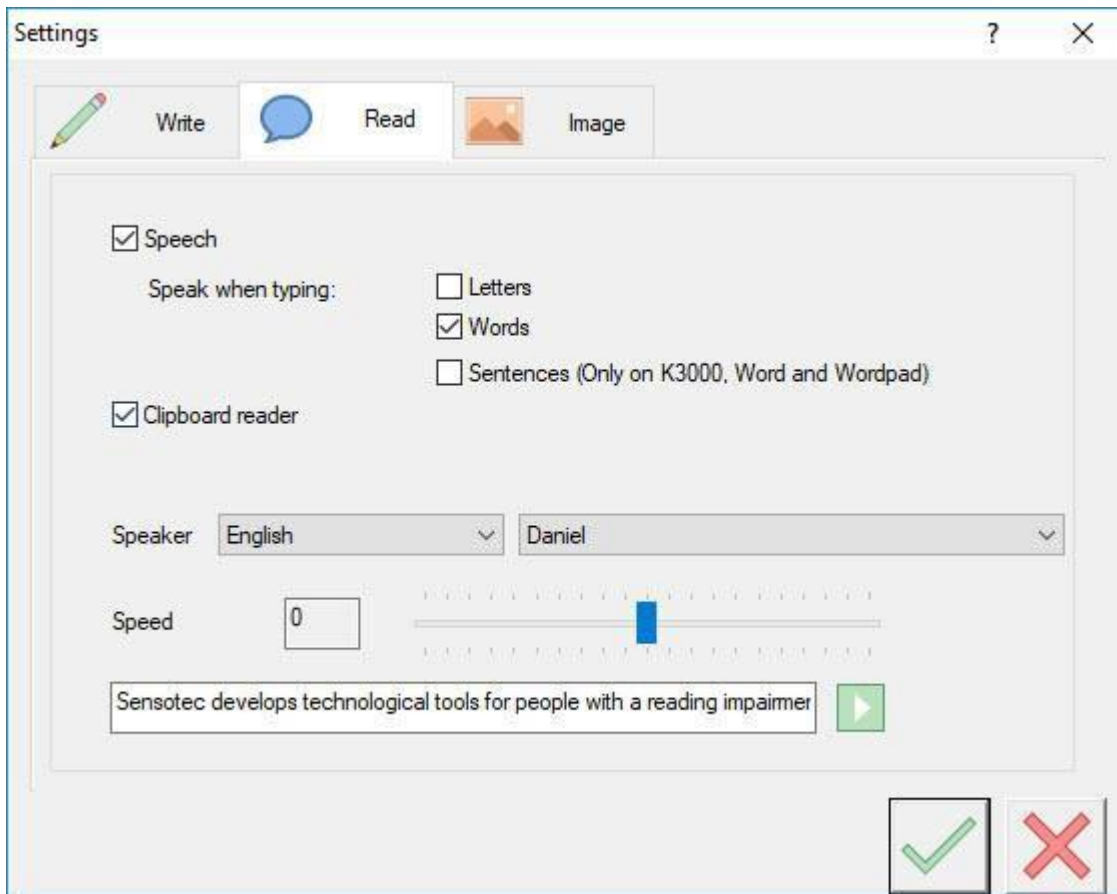 Settings
Write Read Image
Speech
Speak when typing: Letters
Words
Sentences (Only on K3000, Word and Wordpad)
Clipboard reader
Speaker English Daniel
Speed 0
Sensotec develops technological tools for people with a reading impairmer